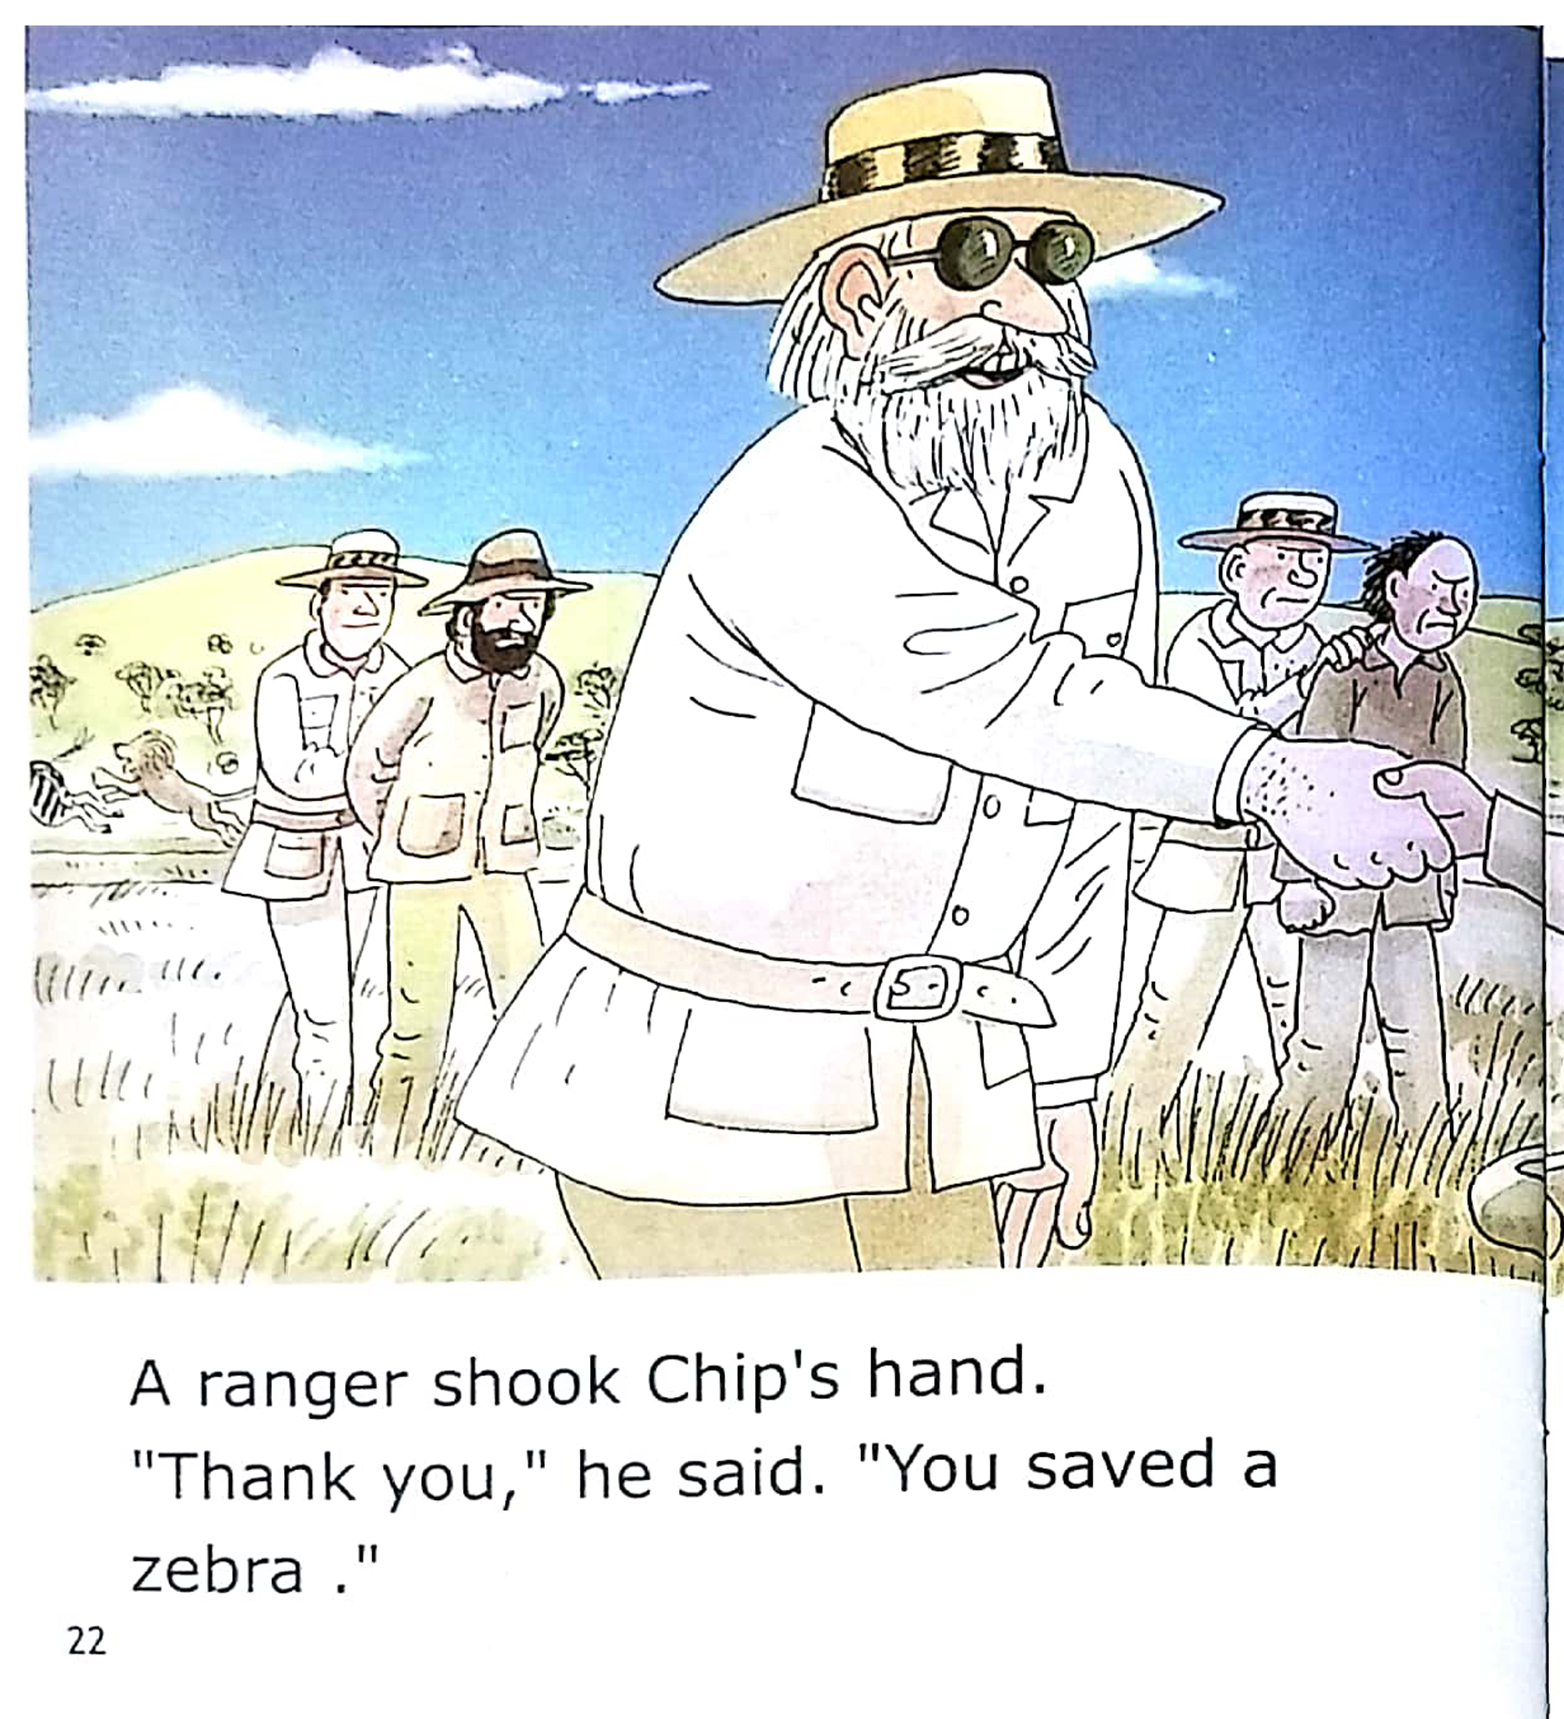 A ranger shook Chip's hand.
"Thank you," he said. "You saved a
zebra ."
22